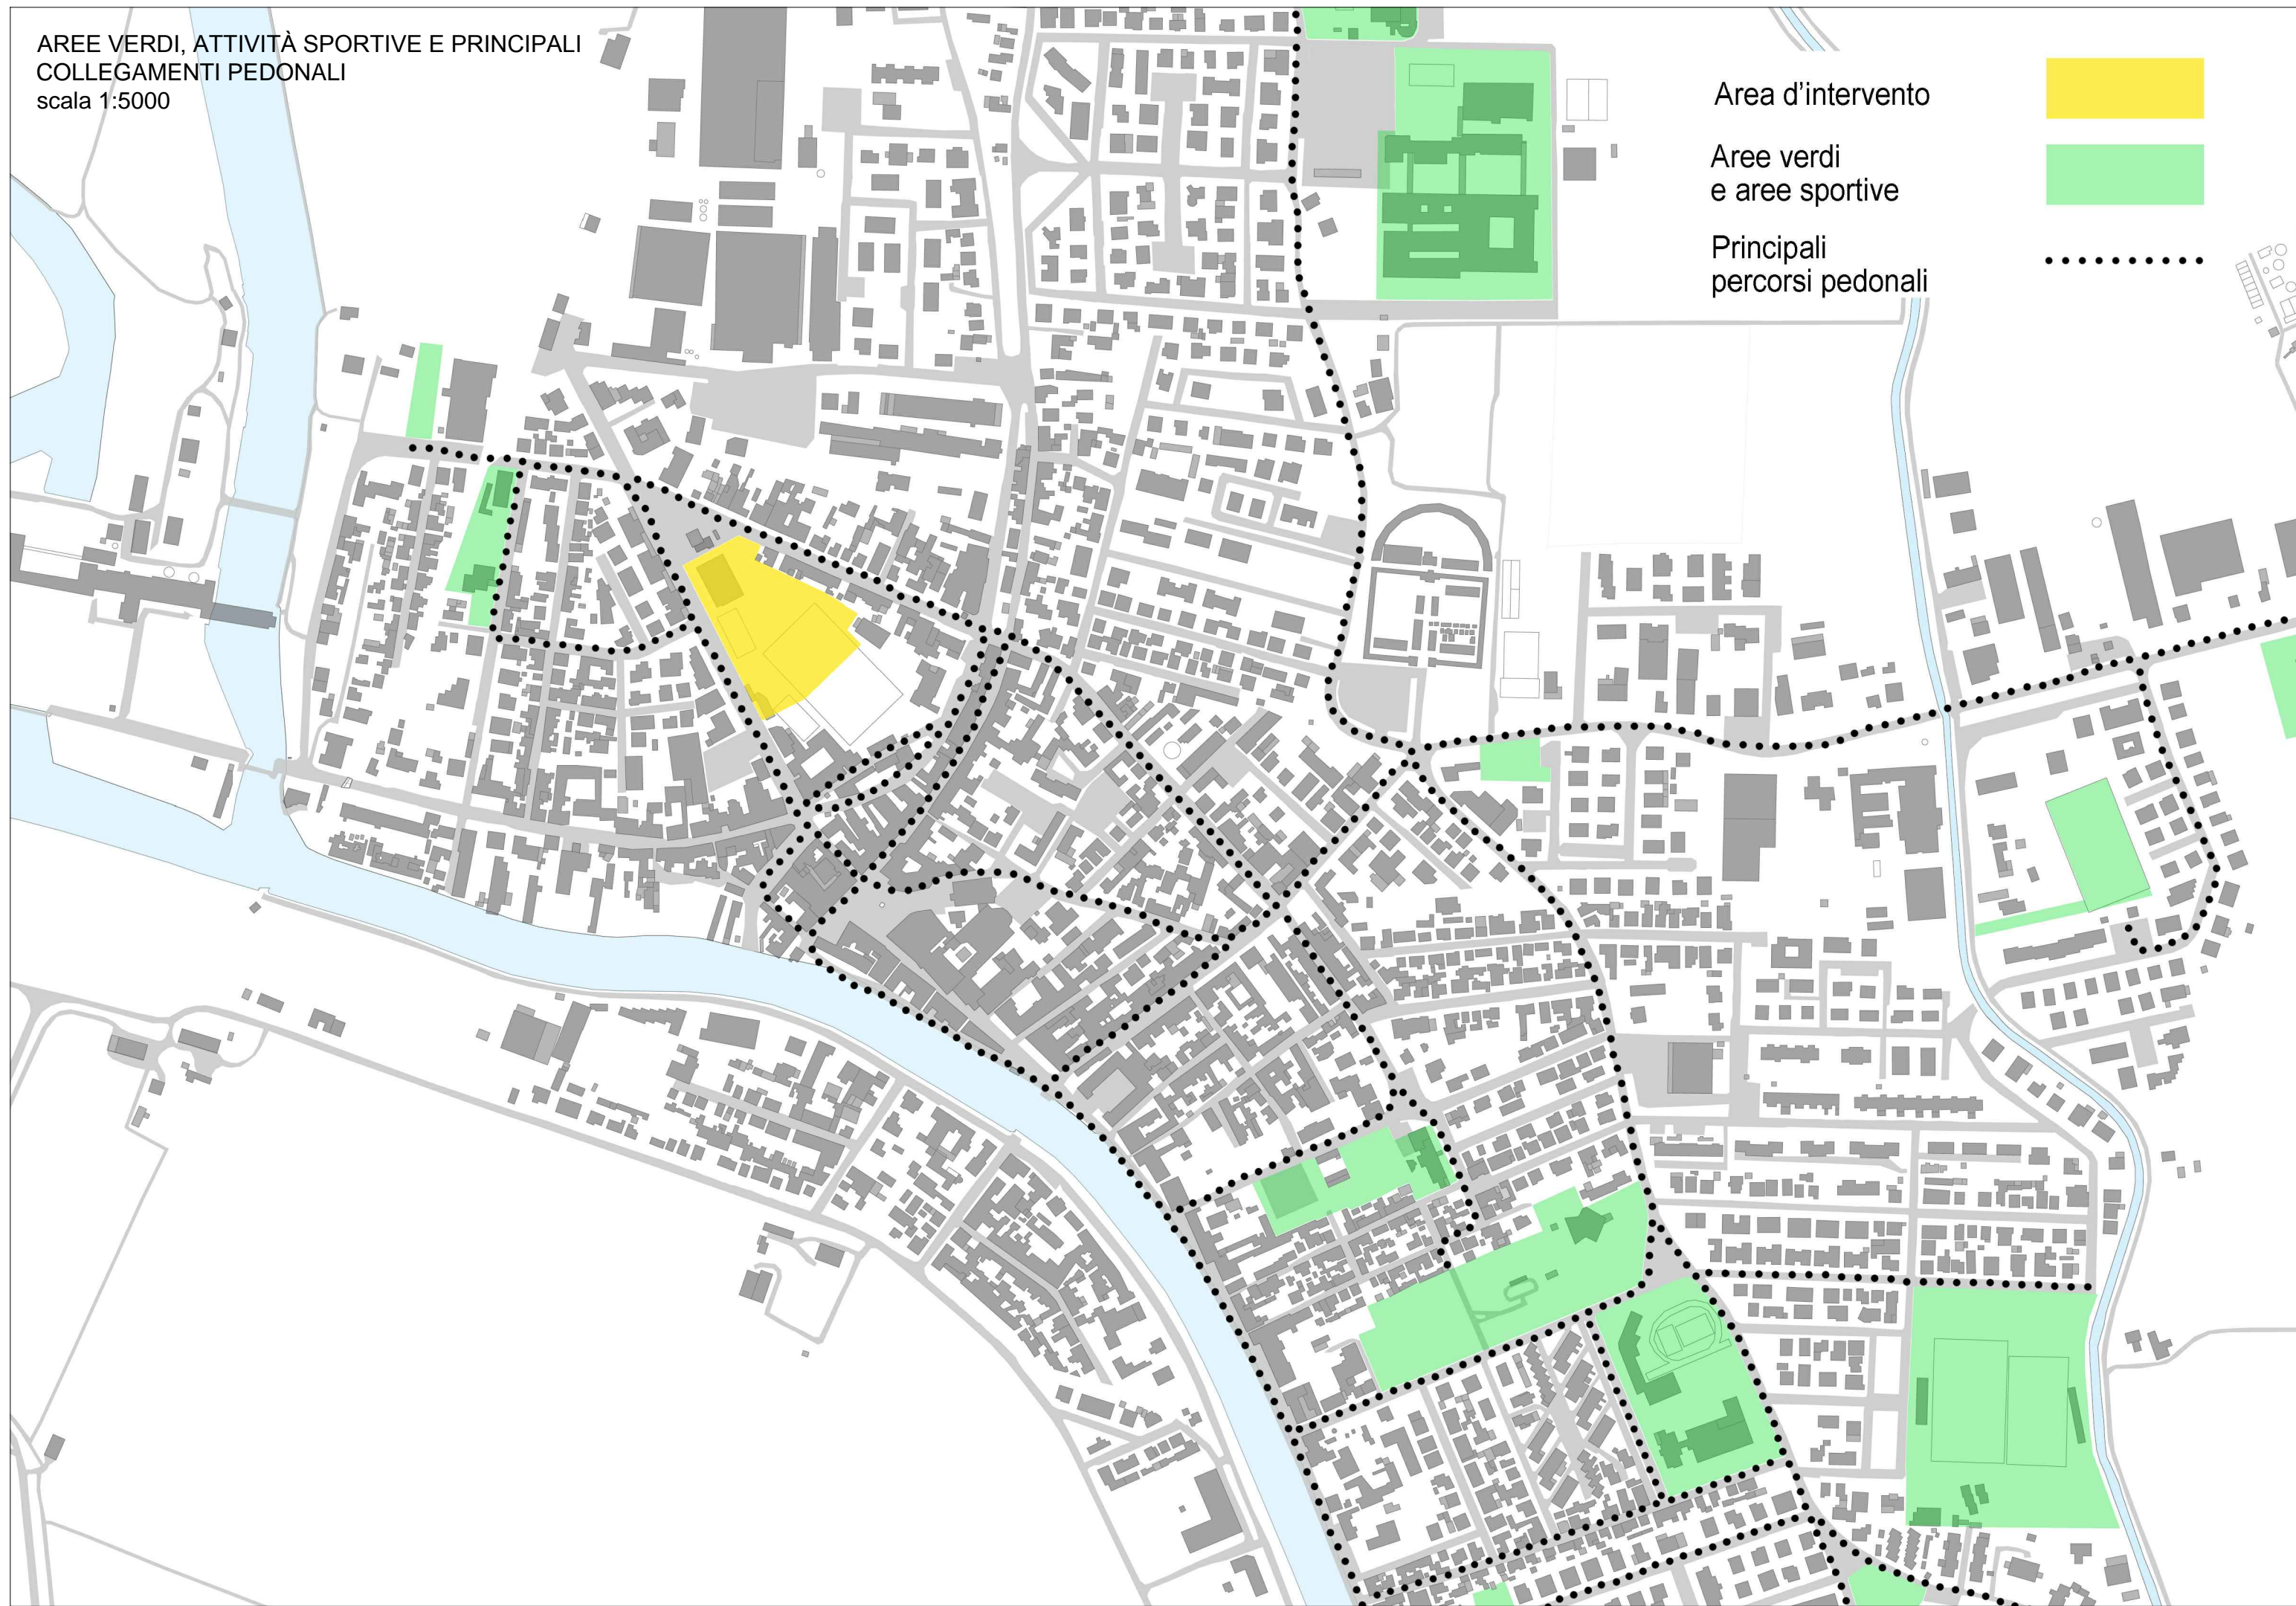 AREE VERDI, ATTIVITÀ SPORTIVE E PRINCIPALI
COLLEGAMENTI PEDONALI
scala 1:5000
Area d'intervento
Aree verdi
e aree sportive
Principali
percorsi pedonali